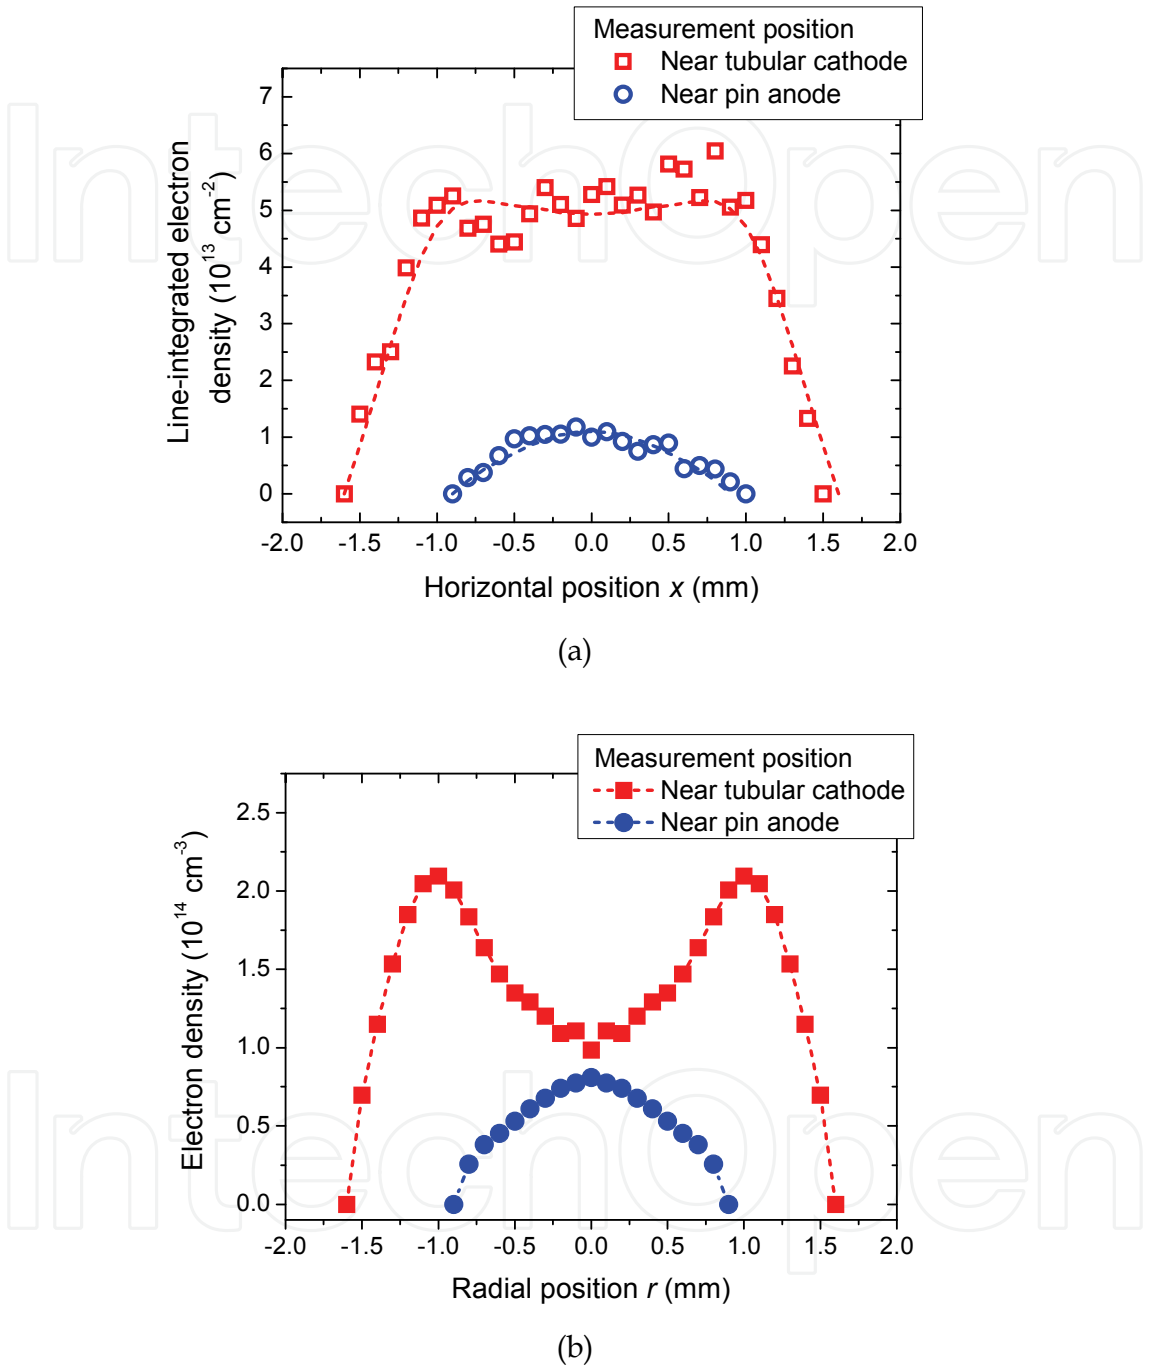 Measurement position
Near tubular cathode
Near pin anode
7
6
5
4
3
2
1
0
Line-integrated electron
density (10¹³ cm⁻²)
-2.0 -1.5 -1.0 -0.5 0.0 0.5 1.0 1.5 2.0
Horizontal position x (mm)
(a)
Measurement position
Near tubular cathode
Near pin anode
2.5
2.0
1.5
1.0
0.5
0.0
Electron density (10¹⁴ cm⁻³)
-2.0 -1.5 -1.0 -0.5 0.0 0.5 1.0 1.5 2.0
Radial position r (mm)
(b)
IntechOpen
IntechOpen